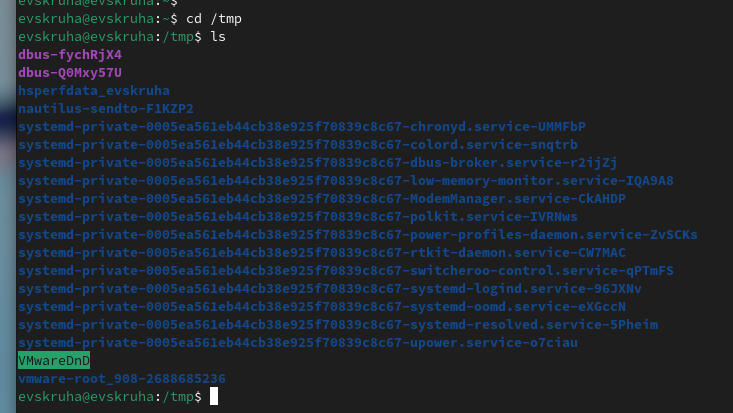 evskruha@evskruha:~$
evskruha@evskruha:~$ cd /tmp
evskruha@evskruha:/tmp$ ls
dbus-fychRjX4
dbus-Q0Mxy57U
hsperfdata_evskruha
nautilus-sendto-F1KZP2
systemd-private-0005ea561eb44cb38e925f70839c8c67-chronyd.service-UMMFbP
systemd-private-0005ea561eb44cb38e925f70839c8c67-colord.service-snqtrb
systemd-private-0005ea561eb44cb38e925f70839c8c67-dbus-broker.service-r2ijZj
systemd-private-0005ea561eb44cb38e925f70839c8c67-low-memory-monitor.service-IQA9A8
systemd-private-0005ea561eb44cb38e925f70839c8c67-ModemManager.service-CkAHDP
systemd-private-0005ea561eb44cb38e925f70839c8c67-polkit.service-IVRNws
systemd-private-0005ea561eb44cb38e925f70839c8c67-power-profiles-daemon.service-ZvSCKs
systemd-private-0005ea561eb44cb38e925f70839c8c67-rtkit-daemon.service-CW7MAC
systemd-private-0005ea561eb44cb38e925f70839c8c67-switcheroo-control.service-qPTmFS
systemd-private-0005ea561eb44cb38e925f70839c8c67-systemd-logind.service-96JXNv
systemd-private-0005ea561eb44cb38e925f70839c8c67-systemd-oomd.service-eXGccN
systemd-private-0005ea561eb44cb38e925f70839c8c67-systemd-resolved.service-5Pheim
systemd-private-0005ea561eb44cb38e925f70839c8c67-upower.service-o7ciau
VMwareDnD
vmware-root_908-2688685236
evskruha@evskruha:/tmp$